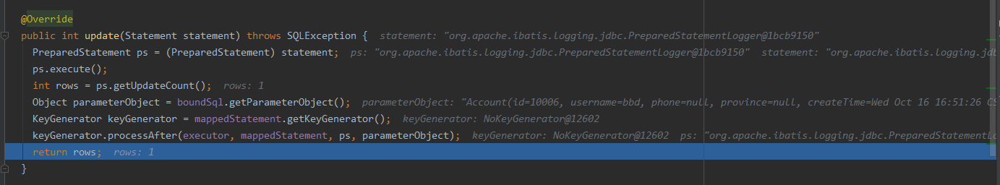 @Override
public int update(Statement statement) throws SQLException {  statement: "org.apache.ibatis.logging.jdbc.PreparedStatementLogger@1bcb9150"
PreparedStatement ps = (PreparedStatement) statement;  ps: "org.apache.ibatis.logging.jdbc.PreparedStatementLogger@1bcb9150"  statement: "org.apache.ibatis.logging.jdb
ps.execute();
int rows = ps.getUpdateCount();  rows: 1
Object parameterObject = boundSql.getParameterObject();  parameterObject: "Account(id=10006, username=bbd, phone=null, province=null, createTime=Wed Oct 16 16:51:26 CS
KeyGenerator keyGenerator = mappedStatement.getKeyGenerator();  keyGenerator: NoKeyGenerator@12602
keyGenerator.processAfter(executor, mappedStatement, ps, parameterObject);  keyGenerator: NoKeyGenerator@12602  ps: "org.apache.ibatis.logging.jdbc.PreparedStatementLo
return rows;  rows: 1
}